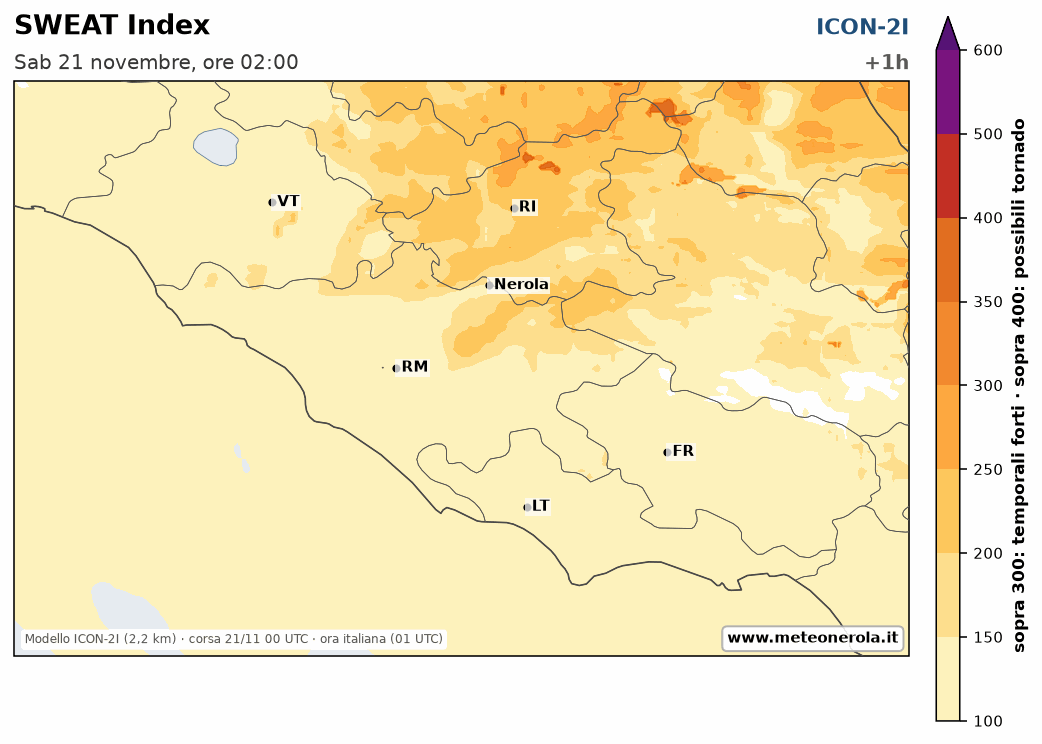 SWEAT Index
ICON-2I
Sab 21 novembre, ore 02:00
+1h
600
500
400
350
300
250
200
150
100
sopra 300: temporali forti · sopra 400: possibili tornado
VT
RI
Nerola
RM
FR
LT
Modello ICON-2I (2,2 km) · corsa 21/11 00 UTC · ora italiana (01 UTC)
www.meteonerola.it